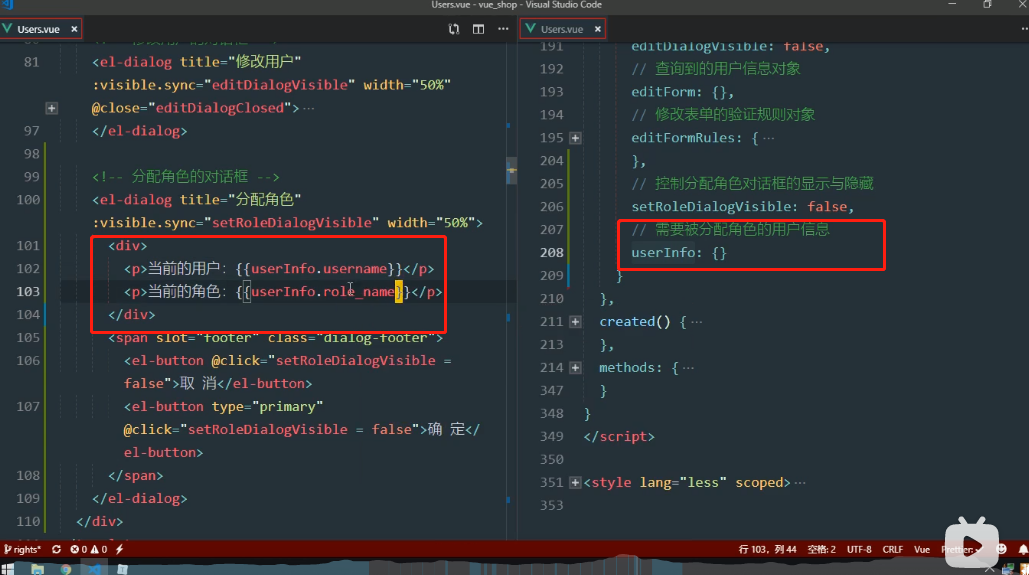 Users.vue - vue_shop - Visual Studio Code
Users.vue ×
Users.vue ×
81 <el-dialog title="修改用户"
:visible.sync="editDialogVisible" width="50%"
@close="editDialogClosed">…
97 </el-dialog>
98
99 <!-- 分配角色的对话框 -->
100 <el-dialog title="分配角色"
:visible.sync="setRoleDialogVisible" width="50%">
101 <div>
102 <p>当前的用户：{{userInfo.username}}</p>
103 <p>当前的角色：{{userInfo.role_name}}</p>
104 </div>
105 <span slot="footer" class="dialog-footer">
106 <el-button @click="setRoleDialogVisible =
false">取 消</el-button>
107 <el-button type="primary"
@click="setRoleDialogVisible = false">确 定</
el-button>
108 </span>
109 </el-dialog>
110 </div>
191 editDialogVisible: false,
192 // 查询到的用户信息对象
193 editForm: {},
194 // 修改表单的验证规则对象
195 editFormRules: {…
204 },
205 // 控制分配角色对话框的显示与隐藏
206 setRoleDialogVisible: false,
207 // 需要被分配角色的用户信息
208 userInfo: {}
209 }
210 },
211 created() {…
213 },
214 methods: {…
347 }
348 }
349 </script>
350
351 <style lang="less" scoped>…
353
rights* 0 0
行 103，列 44 空格: 2 UTF-8 CRLF Vue Prettier: